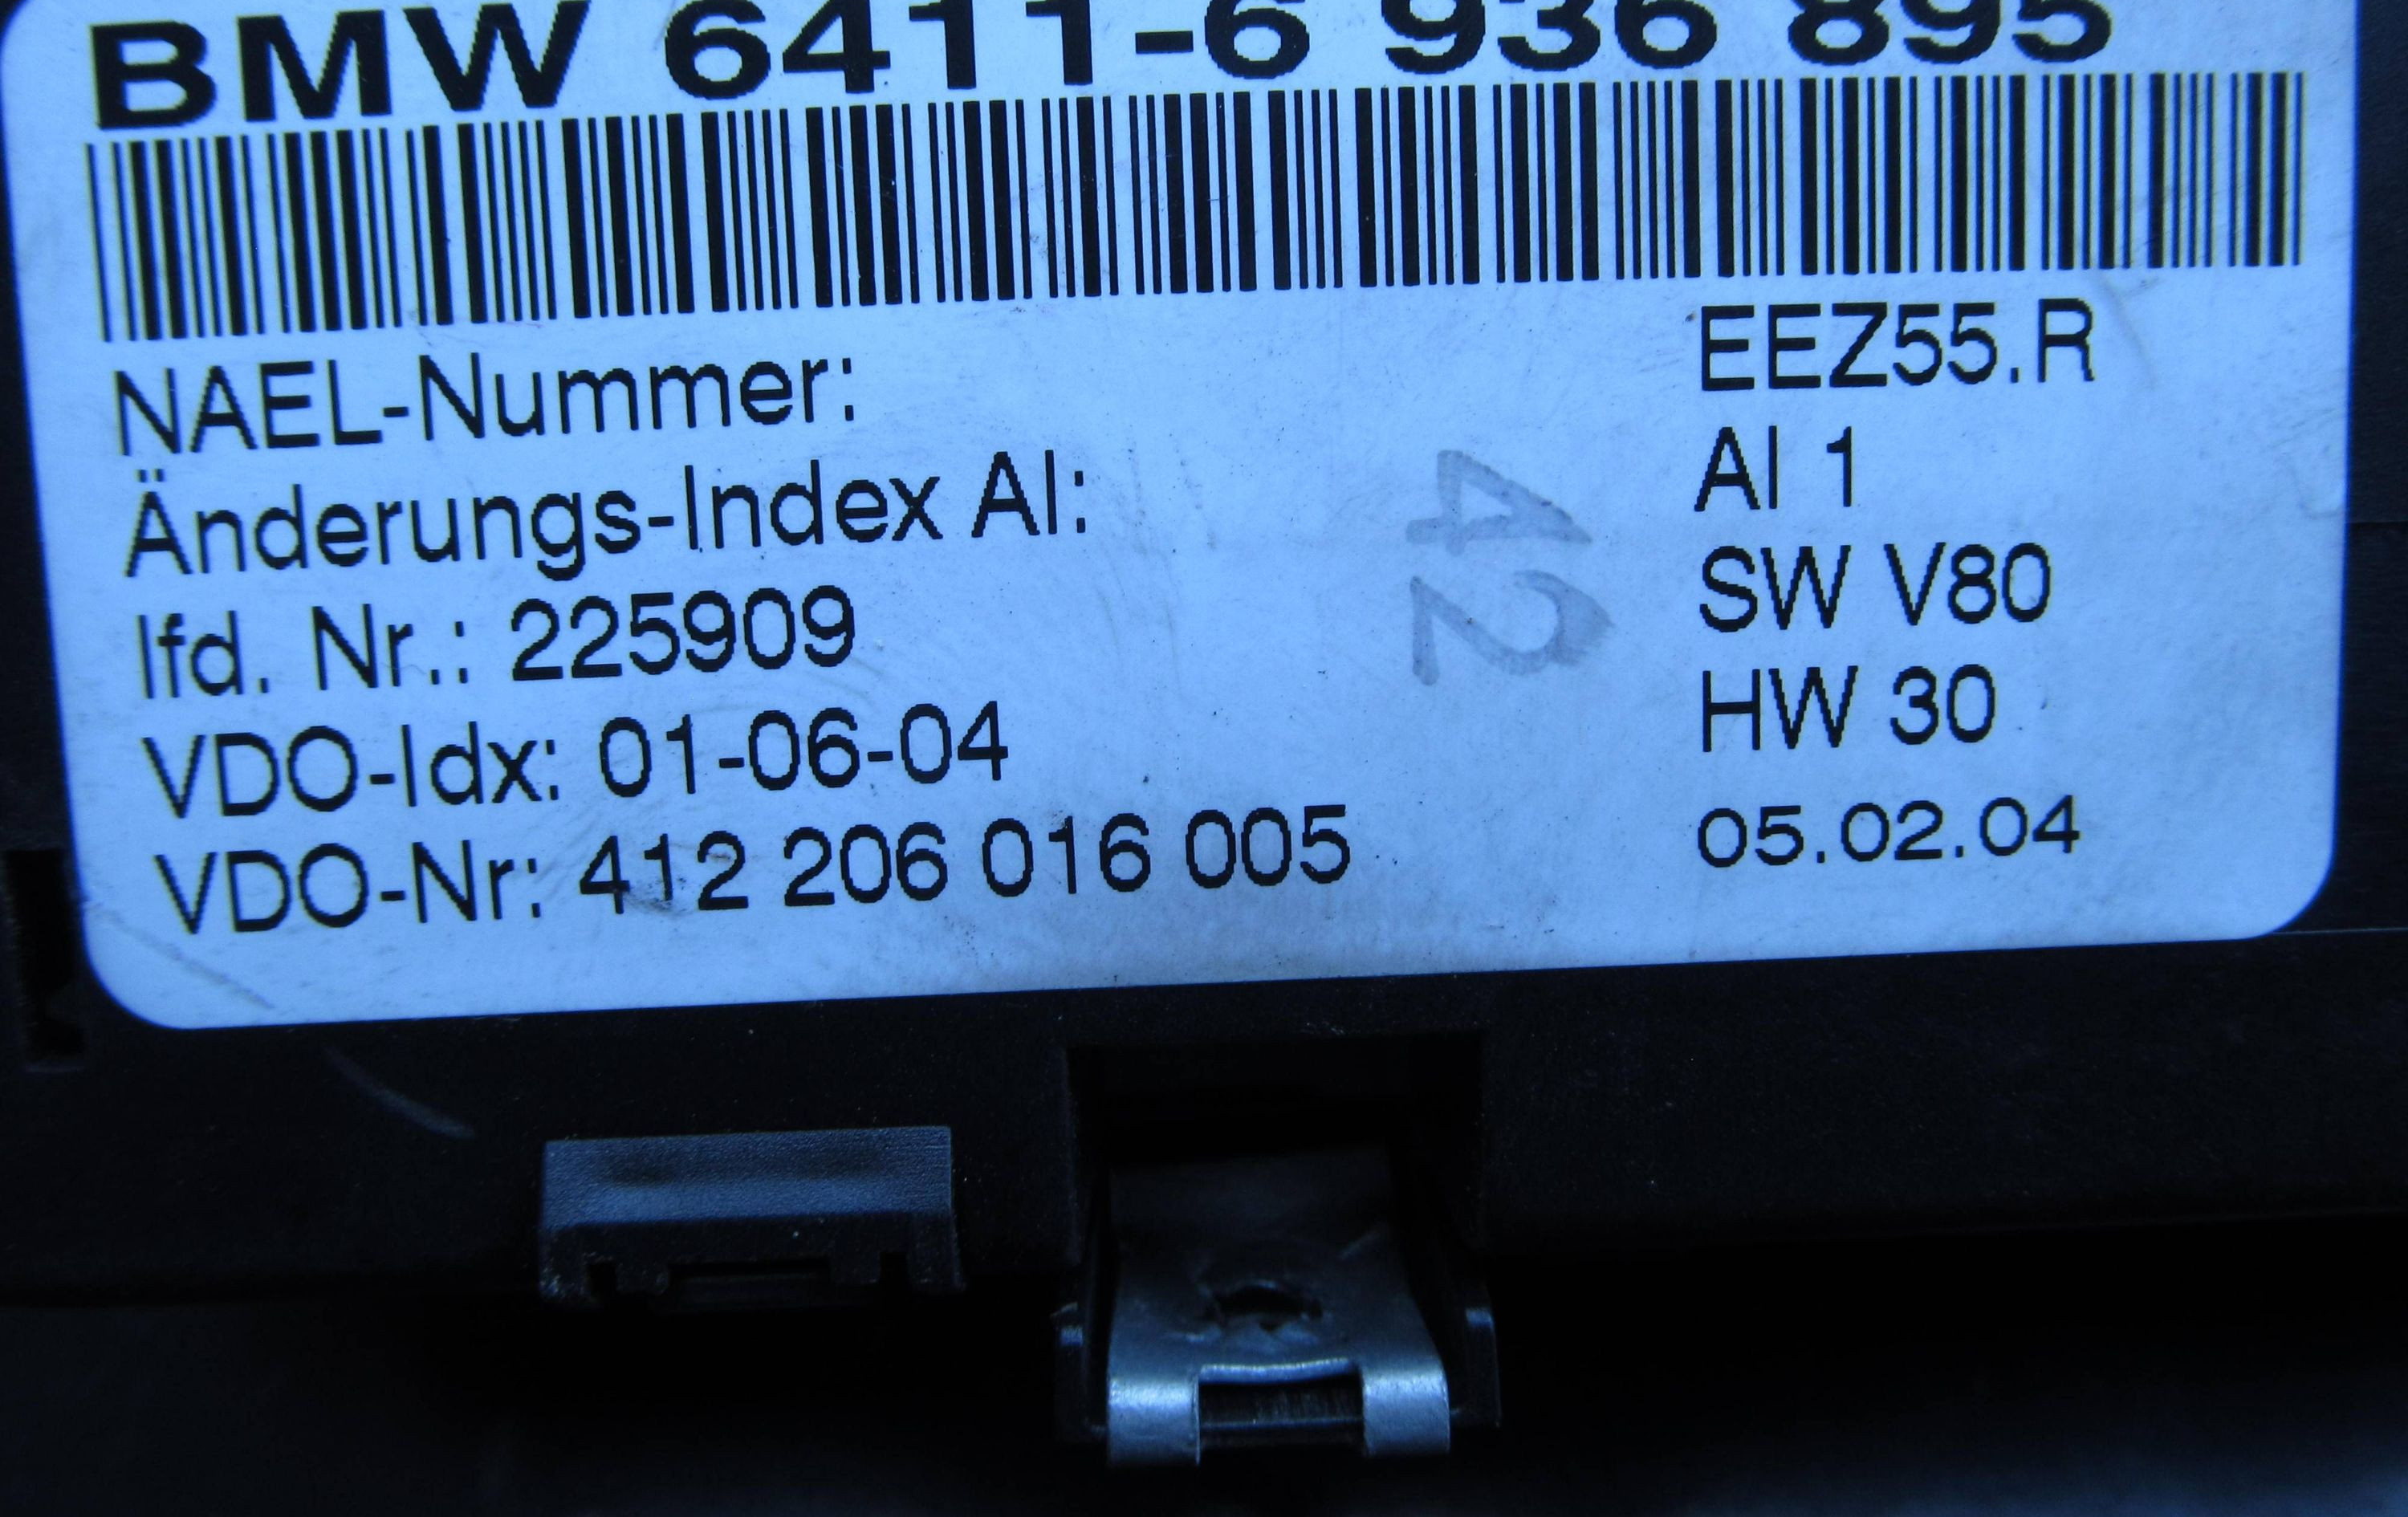 BMW 6411-6 936 895
NAEL-Nummer: EEZ55.R
Änderungs-Index AI: AI 1
lfd. Nr.: 225909 SW V80
VDO-Idx: 01-06-04 HW 30
VDO-Nr: 412 206 016 005 05.02.04
42